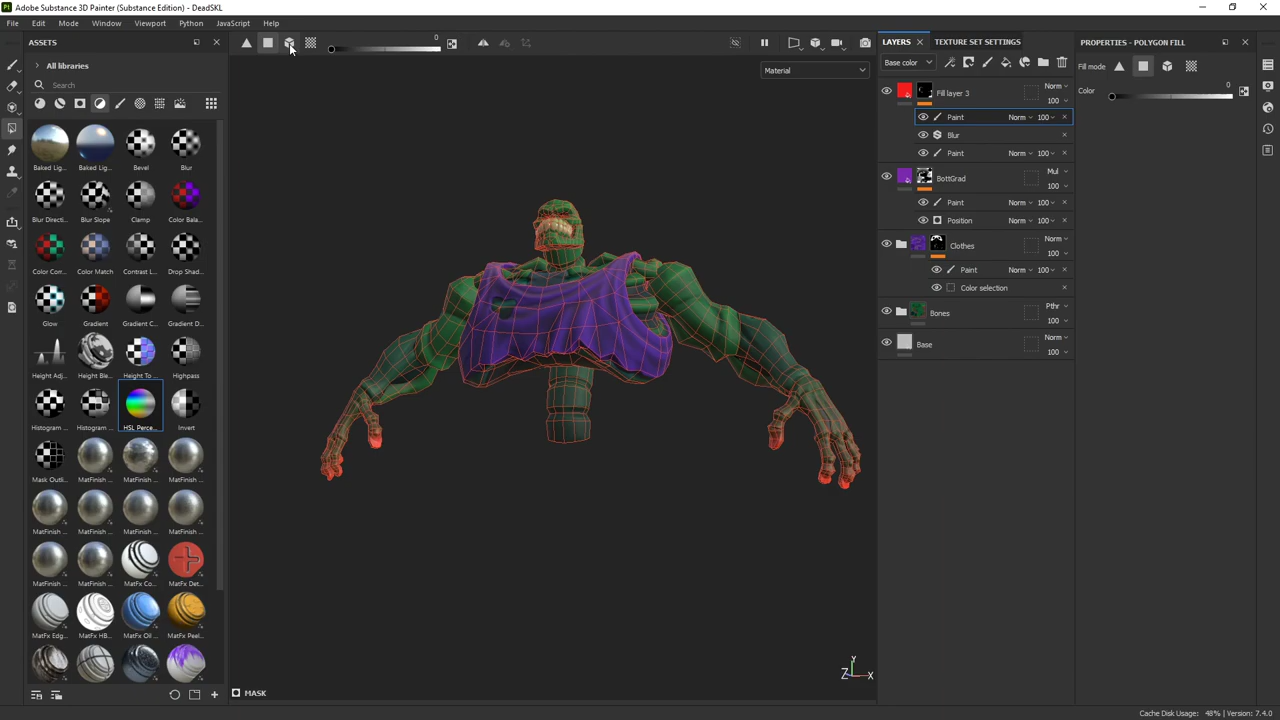 Adobe Substance 3D Painter (Substance Edition) - DeadSKL
File Edit Mode Window Viewport Python JavaScript Help
ASSETS
0
LAYERS TEXTURE SET SETTINGS
PROPERTIES - POLYGON FILL
All libraries
Search
Material
Base color
Fill mode
Color 0
Fill layer 3 Norm 100
Paint Norm 100
Blur
Paint Norm 100
BottGrad Mul 100
Paint Norm 100
Position Norm 100
Clothes Norm 100
Paint Norm 100
Color selection
Bones Pthr 100
Base Norm 100
Baked Lig... Baked Lig... Bevel Blur
Blur Directi... Blur Slope Clamp Color Bala...
Color Corr... Color Match Contrast L... Drop Shad...
Glow Gradient Gradient C... Gradient D...
Height Adj... Height Ble... Height To ... Highpass
Histogram ... Histogram ... HSL Perce... Invert
Mask Outli... MatFinish ... MatFinish ... MatFinish ...
MatFinish ... MatFinish ... MatFinish ... MatFinish ...
MatFinish ... MatFinish ... MatFx Co... MatFx Det...
MatFx Edg... MatFx HB... MatFx Oil ... MatFx Peel...
Y
Z X
MASK
Cache Disk Usage: 48% | Version: 7.4.0